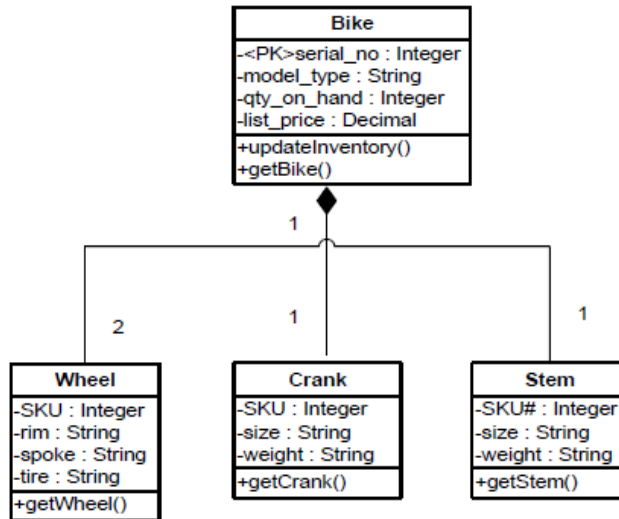 Bike
-<PK>serial_no : Integer
-model_type : String
-qty_on_hand : Integer
-list_price : Decimal
+updateInventory()
+getBike()
1
2
1
1
Wheel
-SKU : Integer
-rim : String
-spoke : String
-tire : String
+getWheel()
Crank
-SKU : Integer
-size : String
-weight : String
+getCrank()
Stem
-SKU# : Integer
-size : String
-weight : String
+getStem()